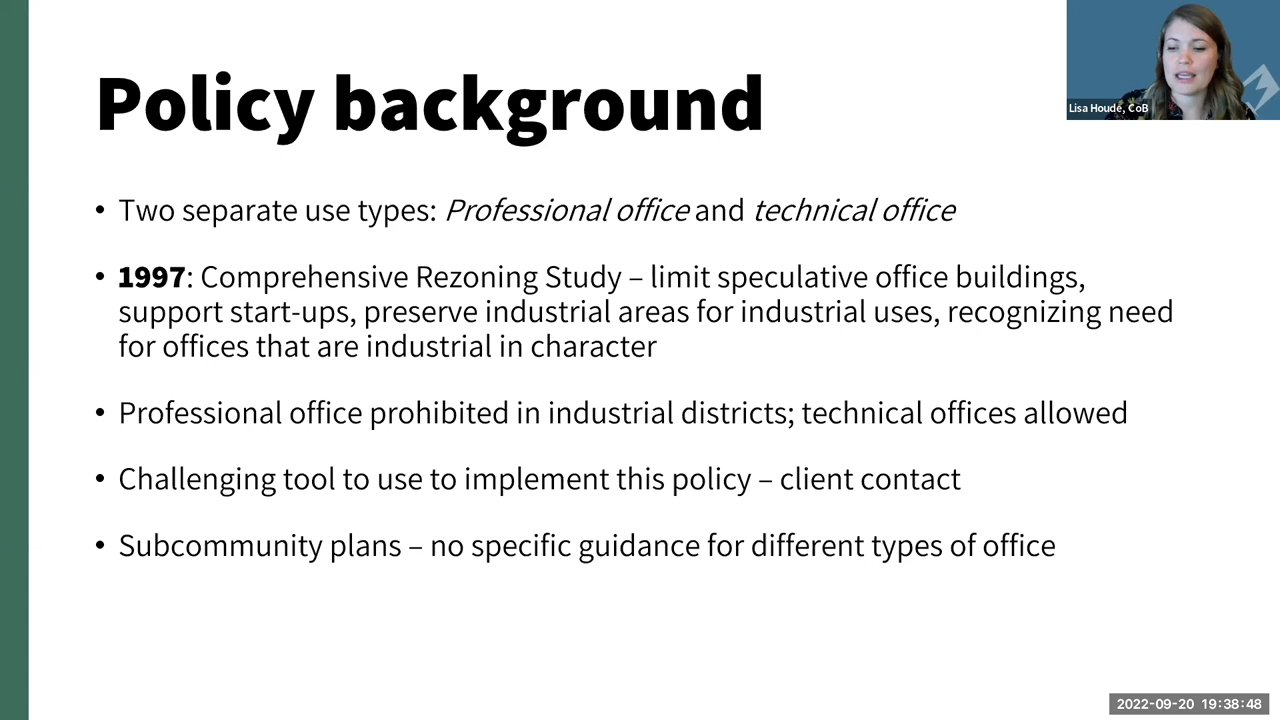 Policy background
Lisa Houde, CoB
• Two separate use types: Professional office and technical office
• 1997: Comprehensive Rezoning Study – limit speculative office buildings,
support start-ups, preserve industrial areas for industrial uses, recognizing need
for offices that are industrial in character
• Professional office prohibited in industrial districts; technical offices allowed
• Challenging tool to use to implement this policy – client contact
• Subcommunity plans – no specific guidance for different types of office
2022-09-20 19:38:48